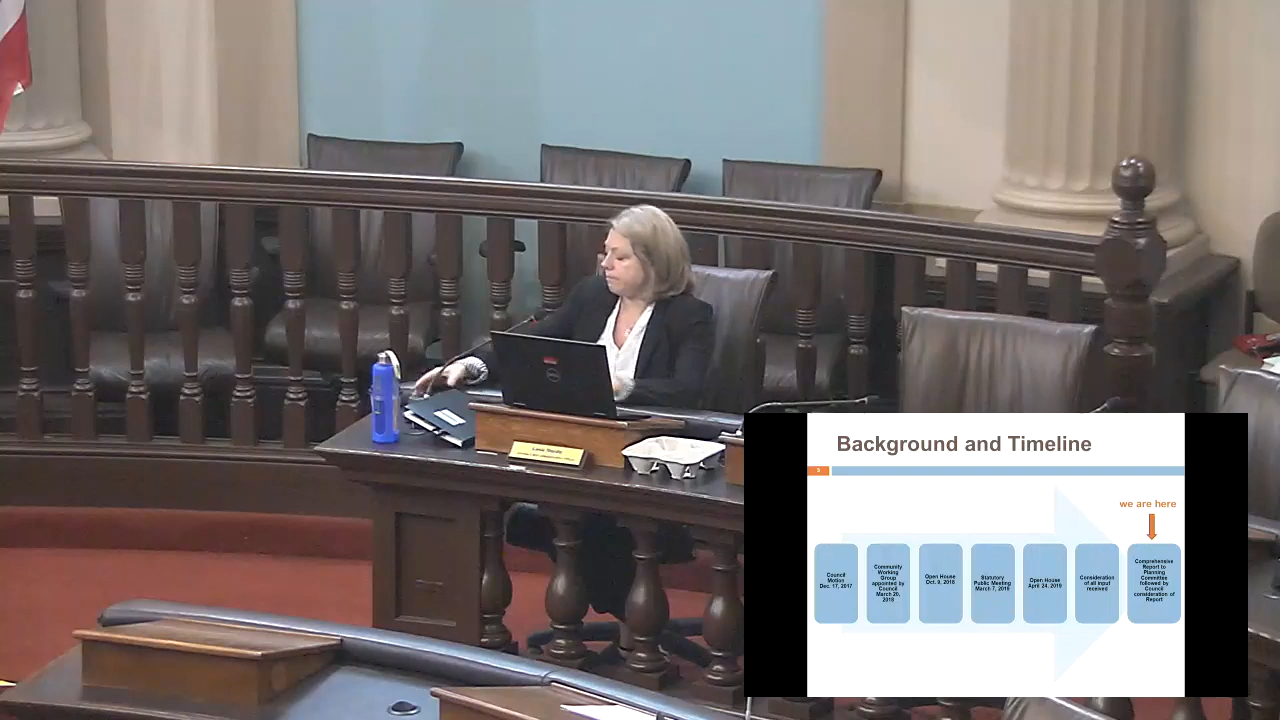 Background and Timeline
5
we are here
Council
Motion
Dec. 17, 2017
Community
Working
Group
appointed by
Council
March 20,
2018
Open House
Oct. 9, 2018
Statutory
Public Meeting
March 7, 2019
Open House
April 24, 2019
Consideration
of all input
received
Comprehensive
Report to
Planning
Committee
followed by
Council
consideration of
Report
DELL